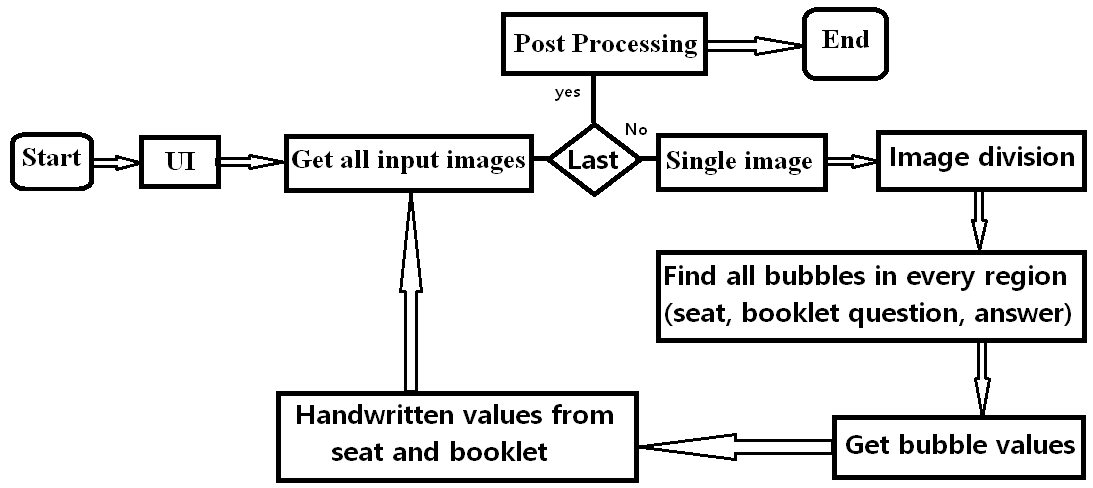 Post Processing
End
yes
No
Start
UI
Get all input images
Last
Single image
Image division
Find all bubbles in every region
(seat, booklet question, answer)
Handwritten values from
seat and booklet
Get bubble values